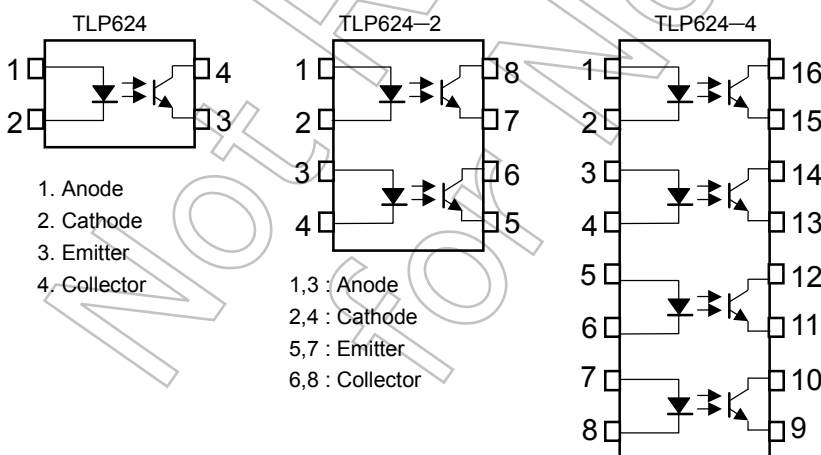 TLP624
1
2
4
3
1. Anode
2. Cathode
3. Emitter
4. Collector
TLP624−2
1
2
3
4
8
7
6
5
1,3 : Anode
2,4 : Cathode
5,7 : Emitter
6,8 : Collector
TLP624−4
1
2
3
4
5
6
7
8
16
15
14
13
12
11
10
9
Not
for